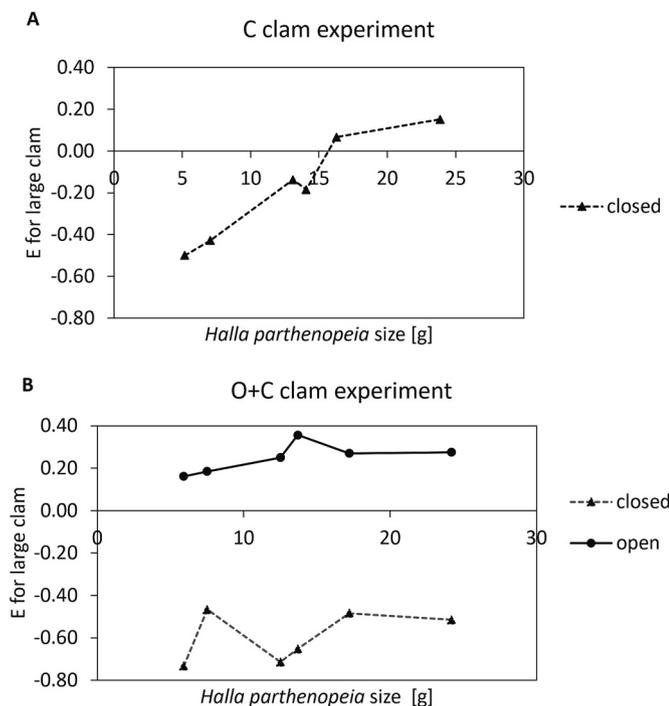 A
C clam experiment
0.40
0.20
0.00
0 5 10 15 20 25 30
-0.20
-0.40
-0.60
-0.80
E for large clam
closed
Halla parthenopeia size [g]
B
O+C clam experiment
0.40
0.20
0.00
0 10 20 30
-0.20
-0.40
-0.60
-0.80
E for large clam
closed
open
Halla parthenopeia size [g]